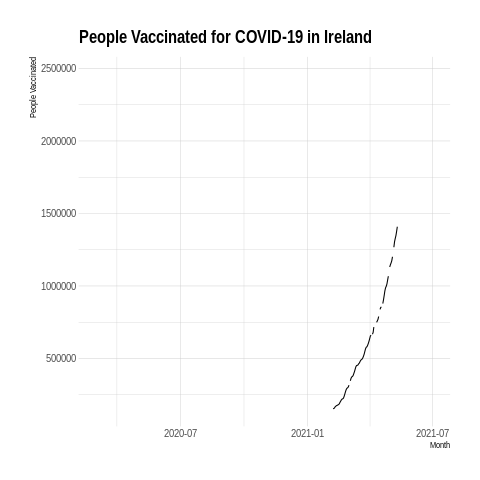 People Vaccinated for COVID-19 in Ireland
People Vaccinated
2500000
2000000
1500000
1000000
500000
2020-07
2021-01
2021-07
Month